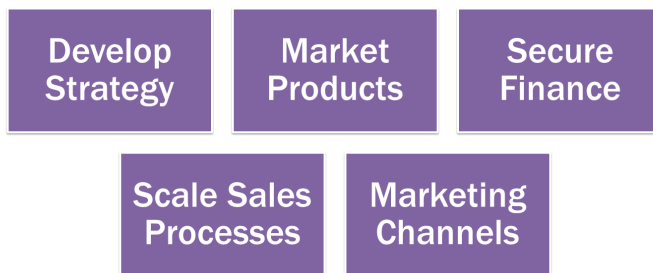 Develop
Strategy
Market
Products
Secure
Finance
Scale Sales
Processes
Marketing
Channels